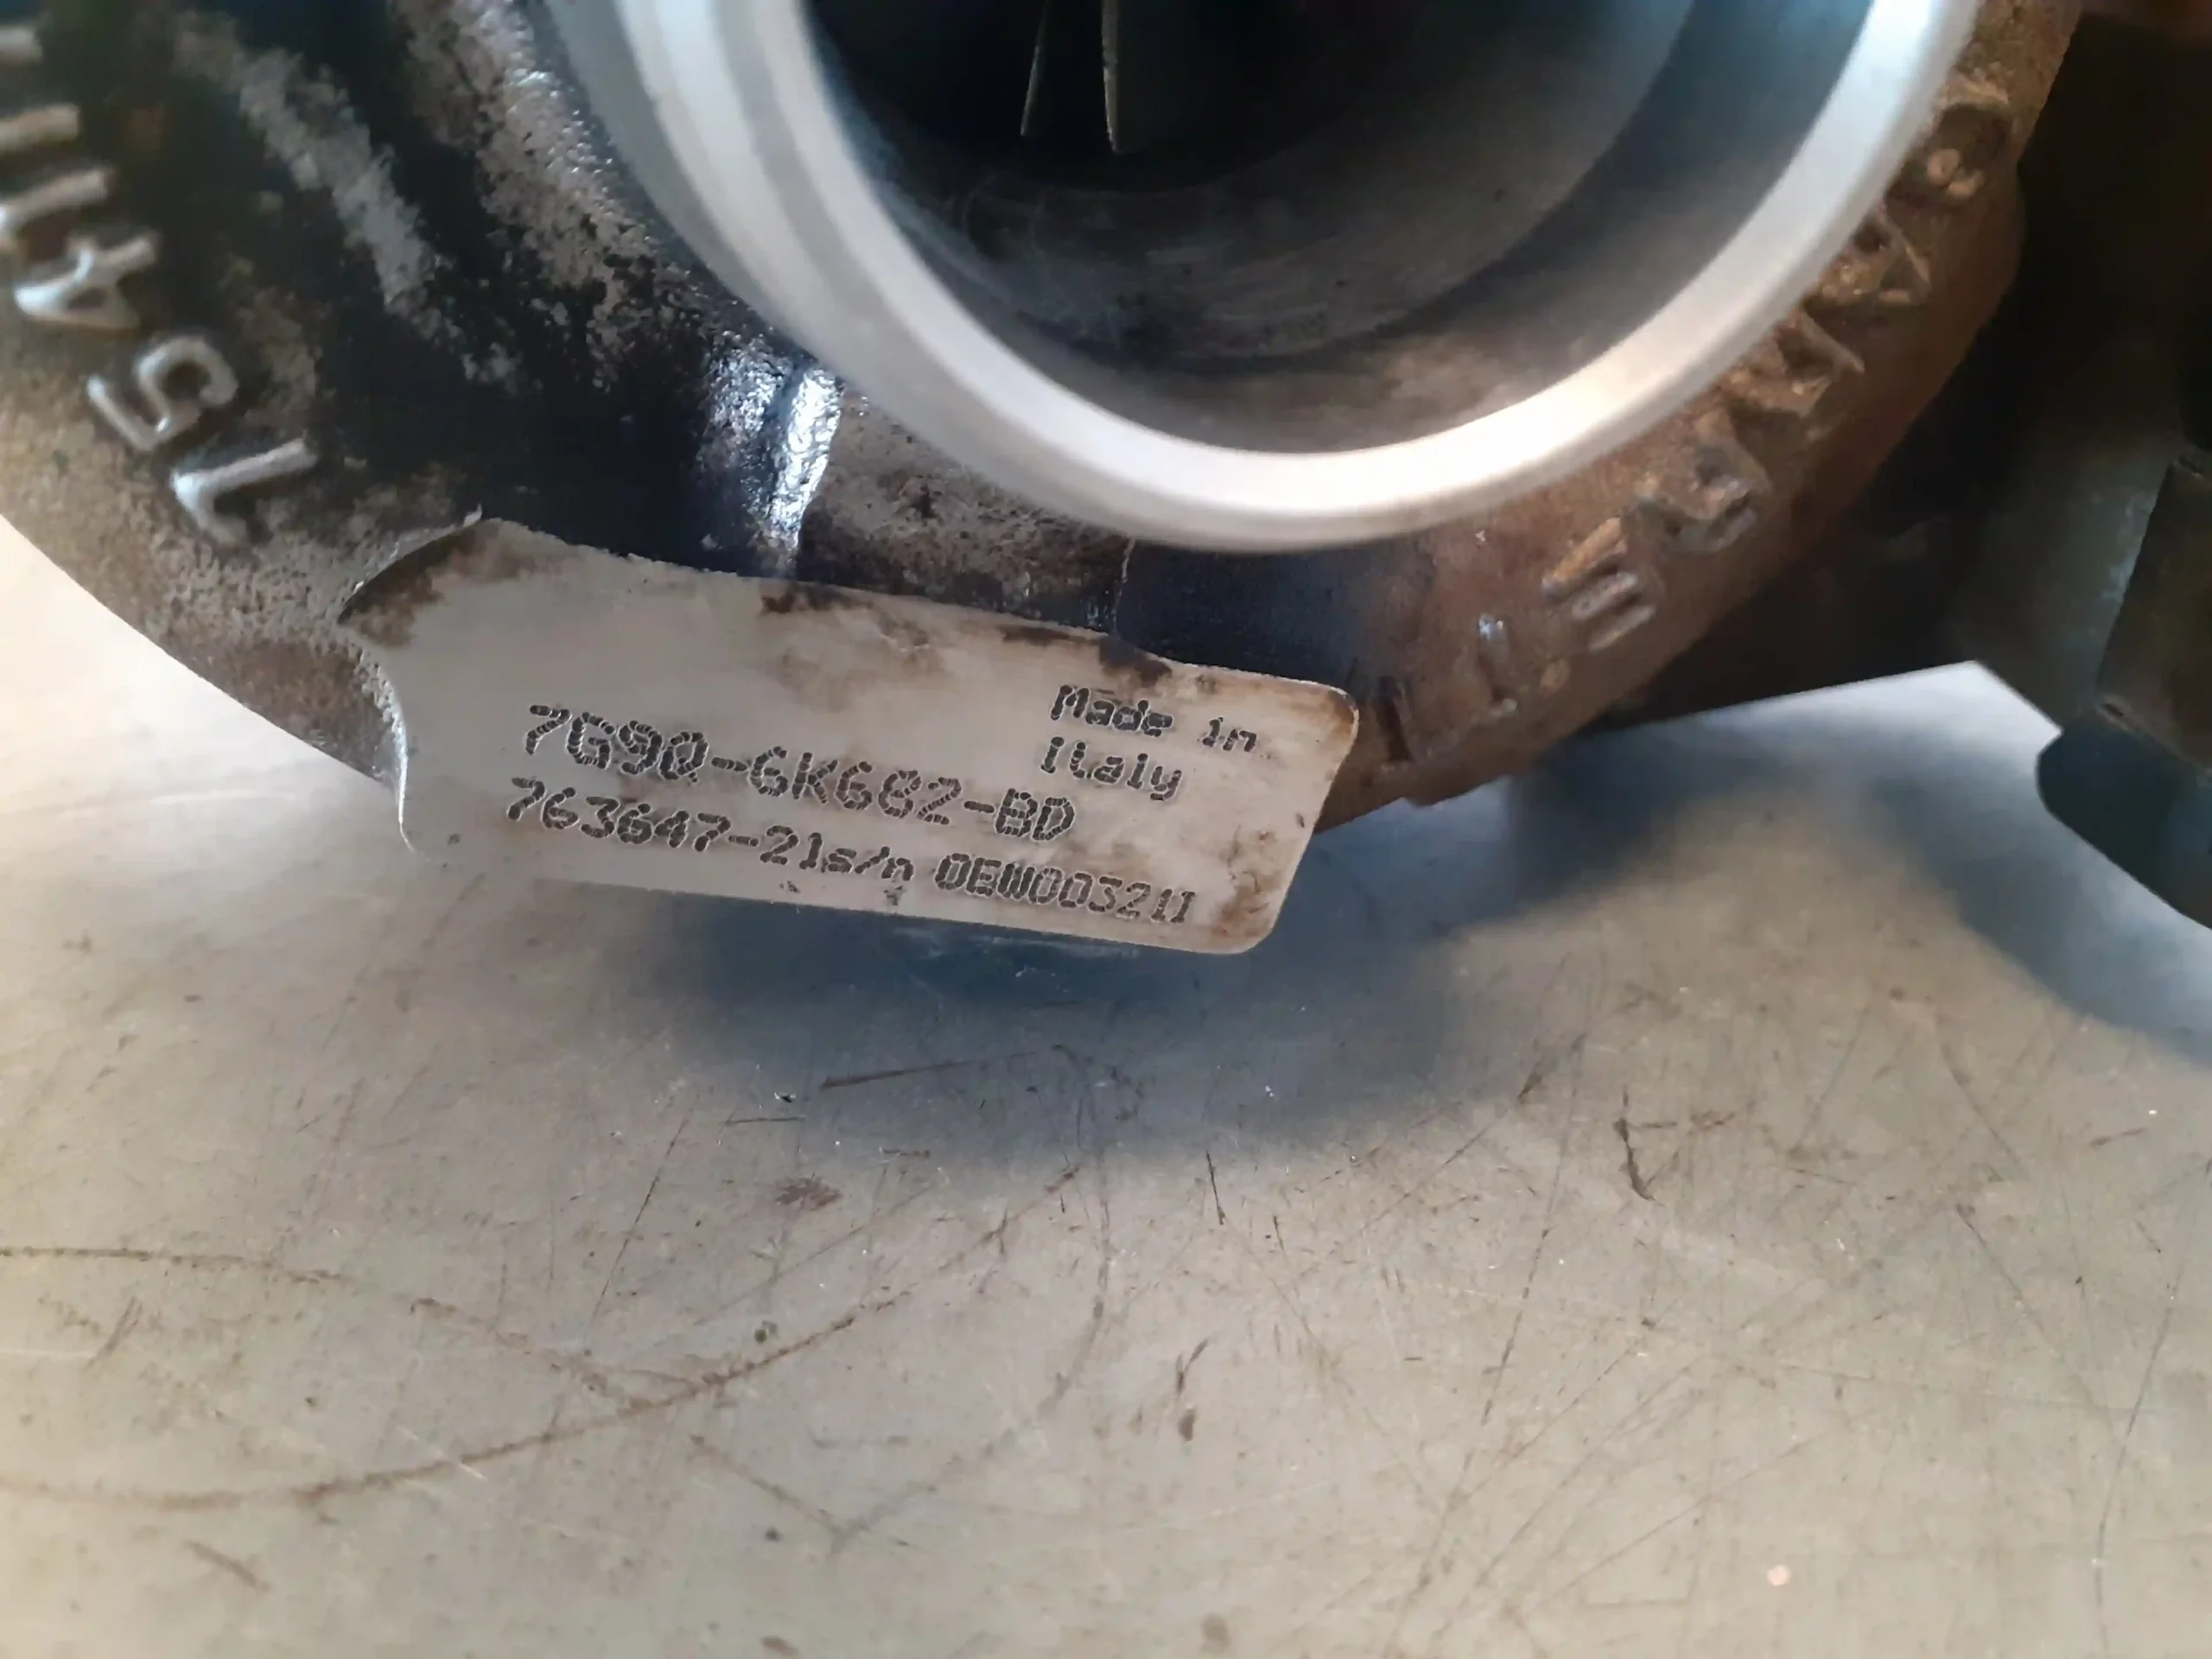 Made in
Italy
7G9Q-6K682-BD
763647-21s/n 0EW00321I